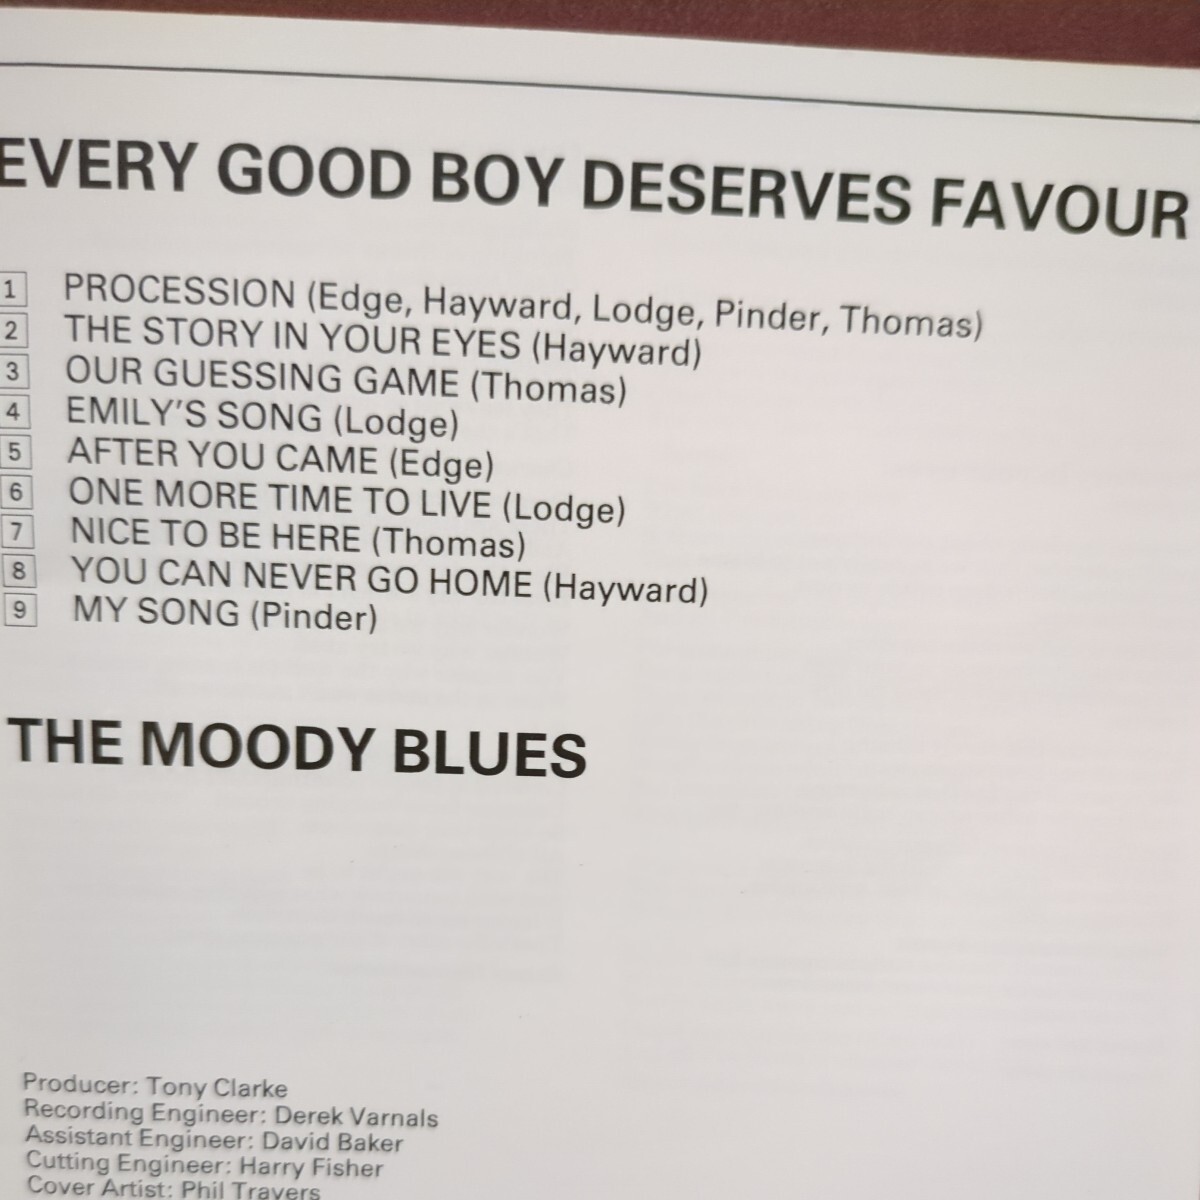 EVERY GOOD BOY DESERVES FAVOUR
1 PROCESSION (Edge, Hayward, Lodge, Pinder, Thomas)
2 THE STORY IN YOUR EYES (Hayward)
3 OUR GUESSING GAME (Thomas)
4 EMILY'S SONG (Lodge)
5 AFTER YOU CAME (Edge)
6 ONE MORE TIME TO LIVE (Lodge)
7 NICE TO BE HERE (Thomas)
8 YOU CAN NEVER GO HOME (Hayward)
9 MY SONG (Pinder)
THE MOODY BLUES
Producer: Tony Clarke
Recording Engineer: Derek Varnals
Assistant Engineer: David Baker
Cutting Engineer: Harry Fisher
Cover Artist: Phil Travers